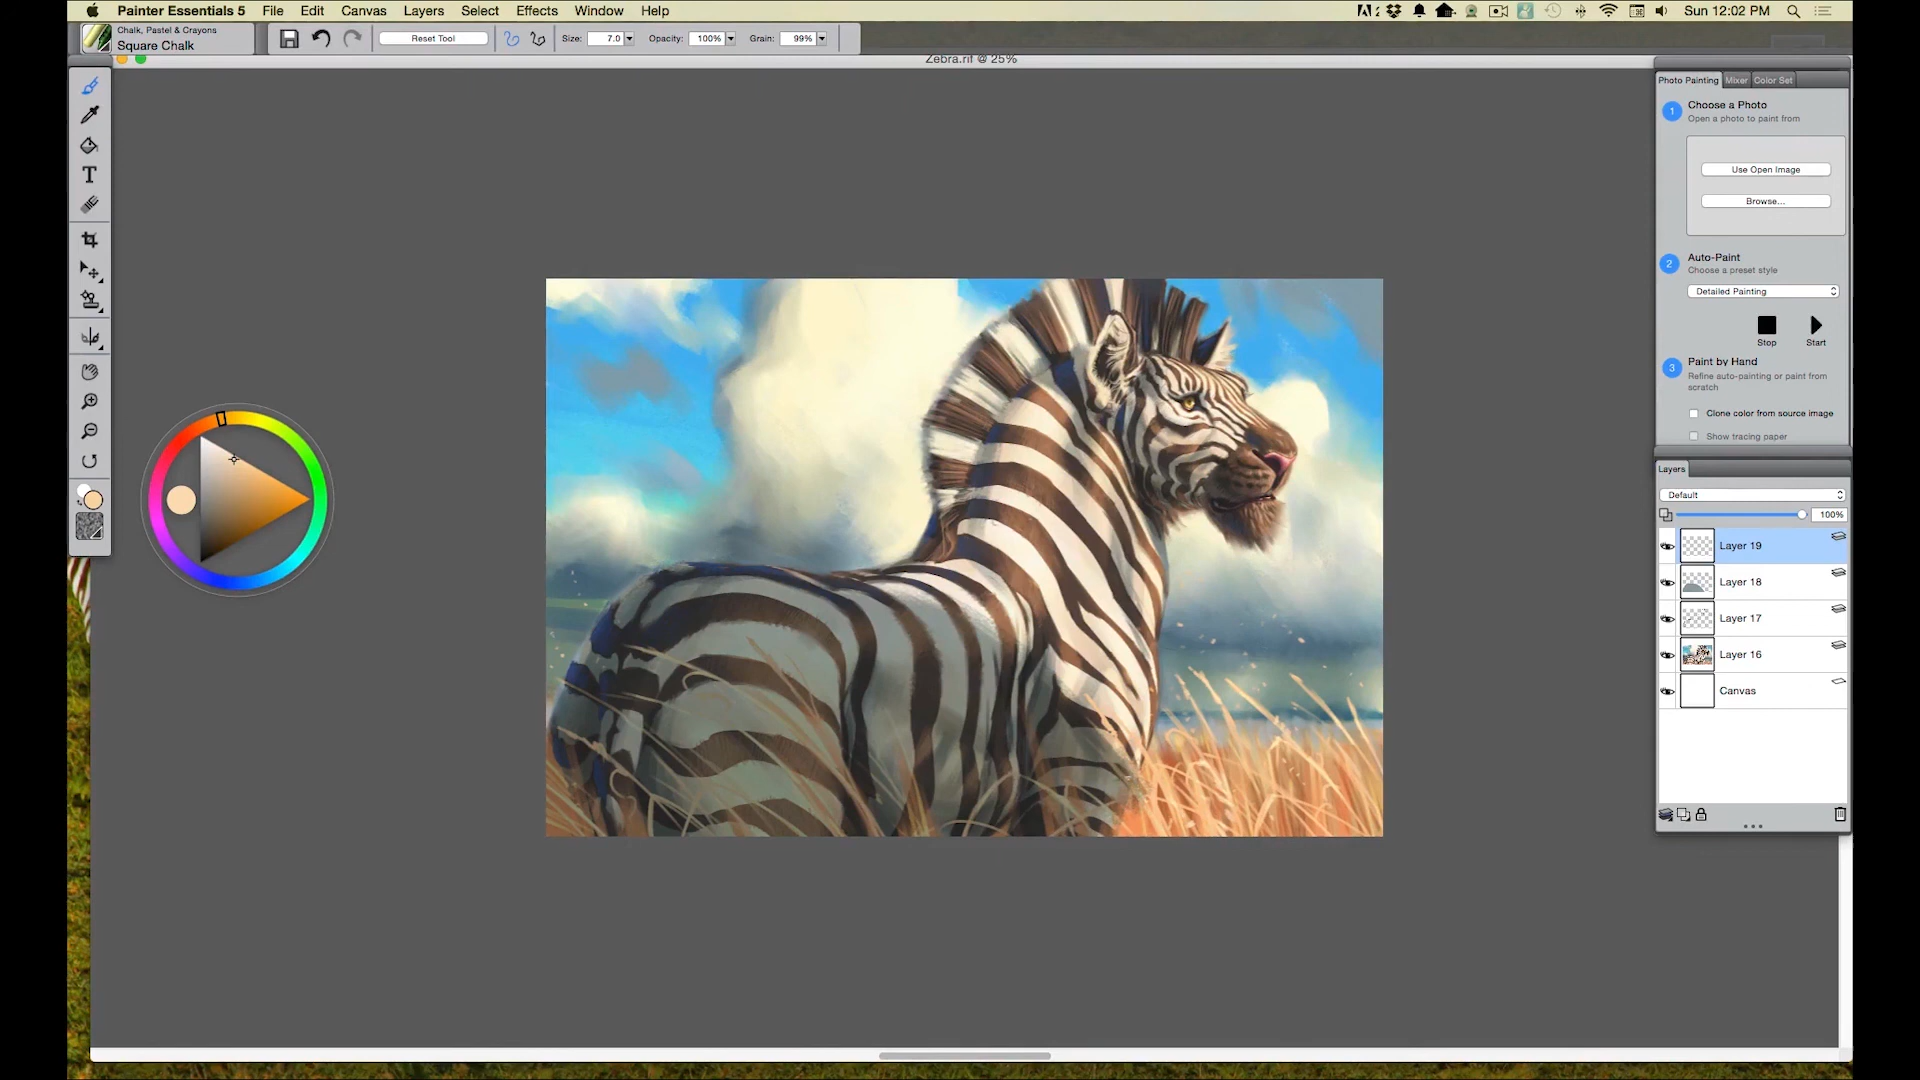 Painter Essentials 5 File Edit Canvas Layers Select Effects Window Help Sun 12:02 PM
Chalk, Pastel & Crayons
Square Chalk
Reset Tool Size: 7.0 Opacity: 100% Grain: 99%
Zebra.rif @ 25%
T
Photo Painting Mixer Color Set
1 Choose a Photo
Open a photo to paint from
Use Open Image
Browse...
2 Auto-Paint
Choose a preset style
Detailed Painting
Stop Start
3 Paint by Hand
Refine auto-painting or paint from
scratch
Clone color from source image
Show tracing paper
Layers
Default
100%
Layer 19
Layer 18
Layer 17
Layer 16
Canvas